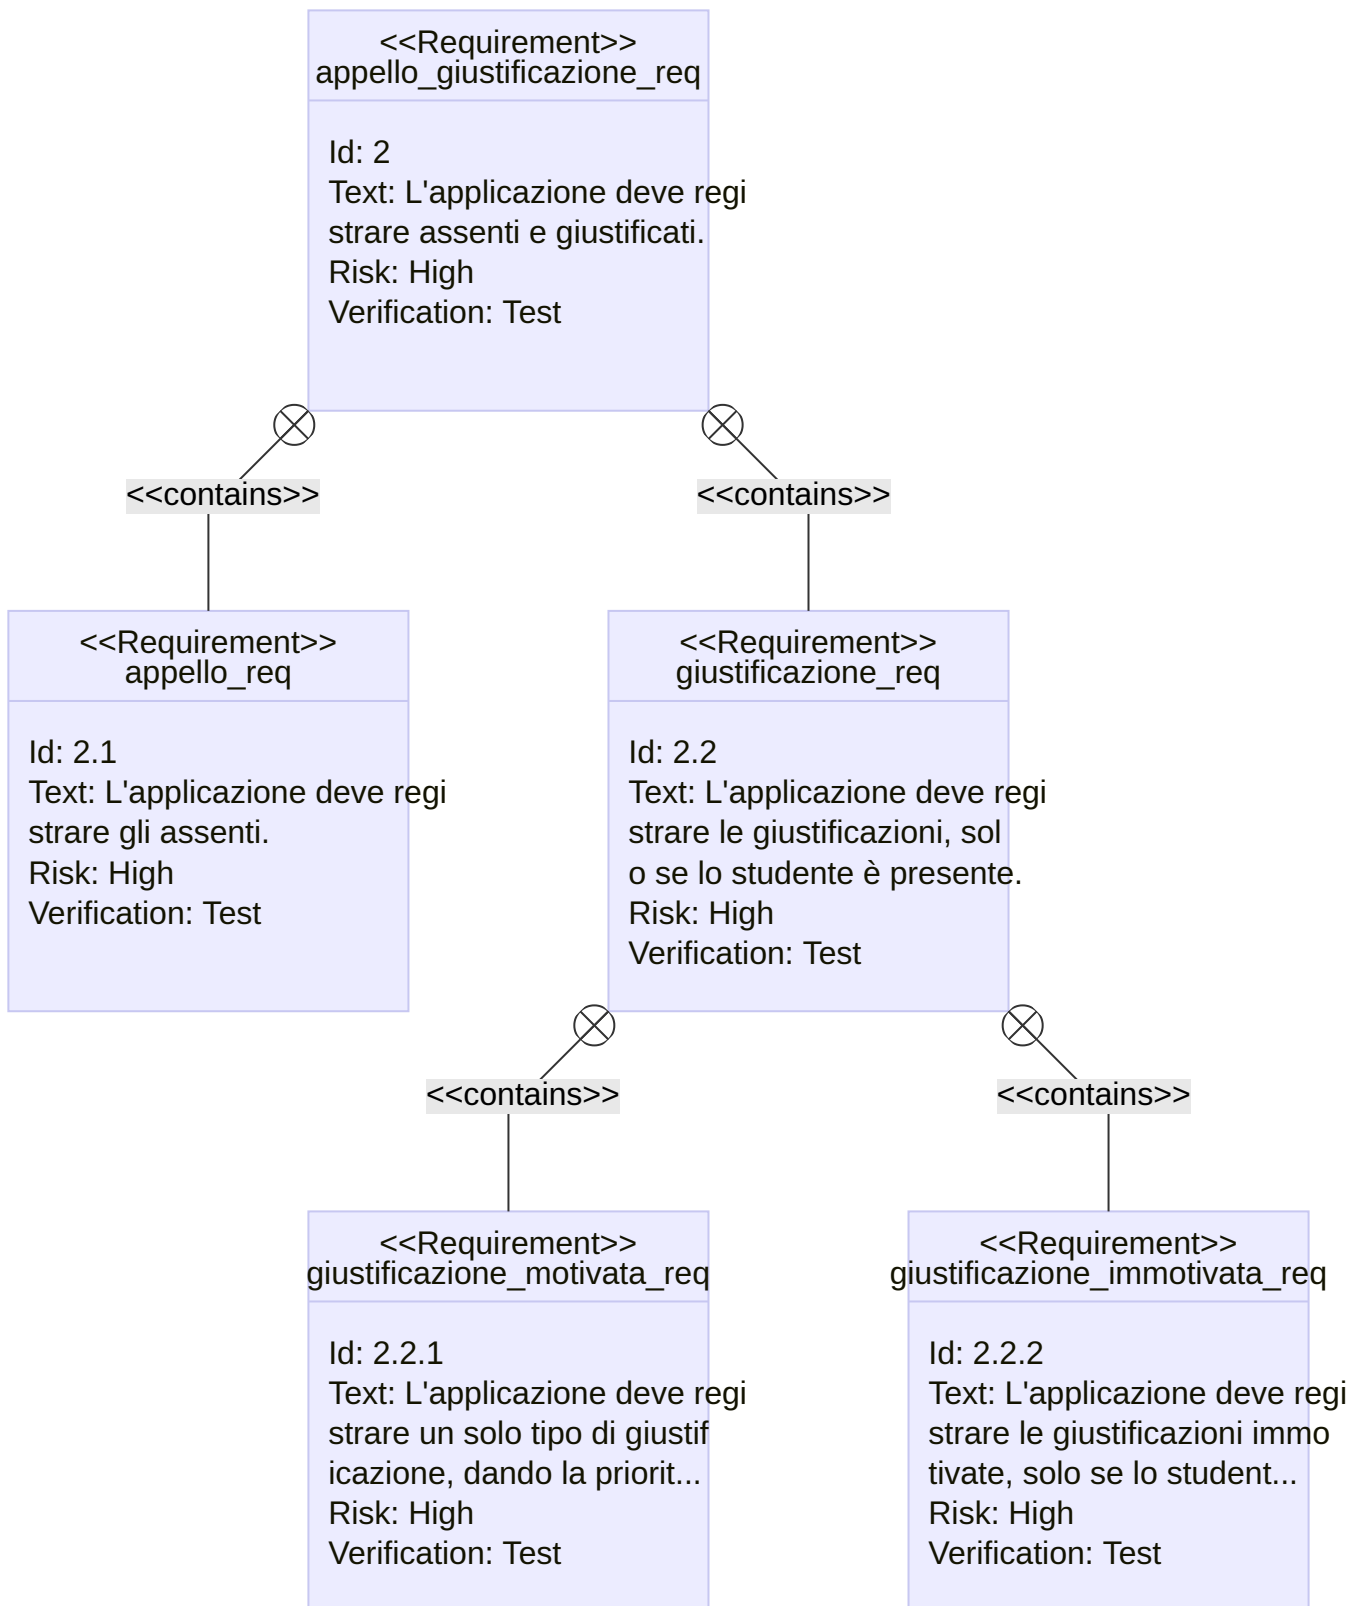 <<Requirement>>
appello_giustificazione_req
Id: 2
Text: L'applicazione deve regi
strare assenti e giustificati.
Risk: High
Verification: Test
<<contains>>
<<contains>>
<<Requirement>>
appello_req
Id: 2.1
Text: L'applicazione deve regi
strare gli assenti.
Risk: High
Verification: Test
<<Requirement>>
giustificazione_req
Id: 2.2
Text: L'applicazione deve regi
strare le giustificazioni, sol
o se lo studente è presente.
Risk: High
Verification: Test
<<contains>>
<<contains>>
<<Requirement>>
giustificazione_motivata_req
Id: 2.2.1
Text: L'applicazione deve regi
strare un solo tipo di giustif
icazione, dando la priorit...
Risk: High
Verification: Test
<<Requirement>>
giustificazione_immotivata_req
Id: 2.2.2
Text: L'applicazione deve regi
strare le giustificazioni immo
tivate, solo se lo student...
Risk: High
Verification: Test